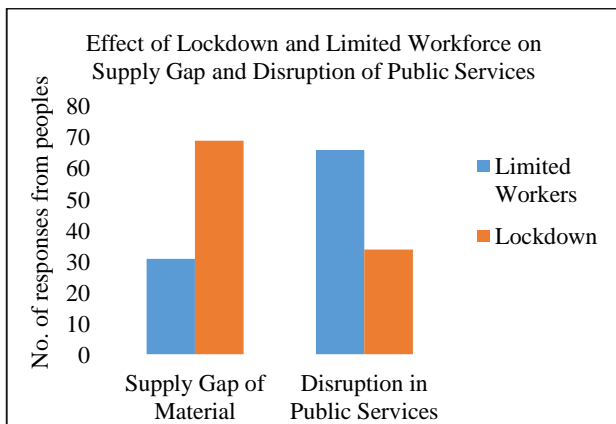 Effect of Lockdown and Limited Workforce on
Supply Gap and Disruption of Public Services
No. of responses from peoples
80
70
60
50
40
30
20
10
0
Supply Gap of
Material
Disruption in
Public Services
Limited
Workers
Lockdown